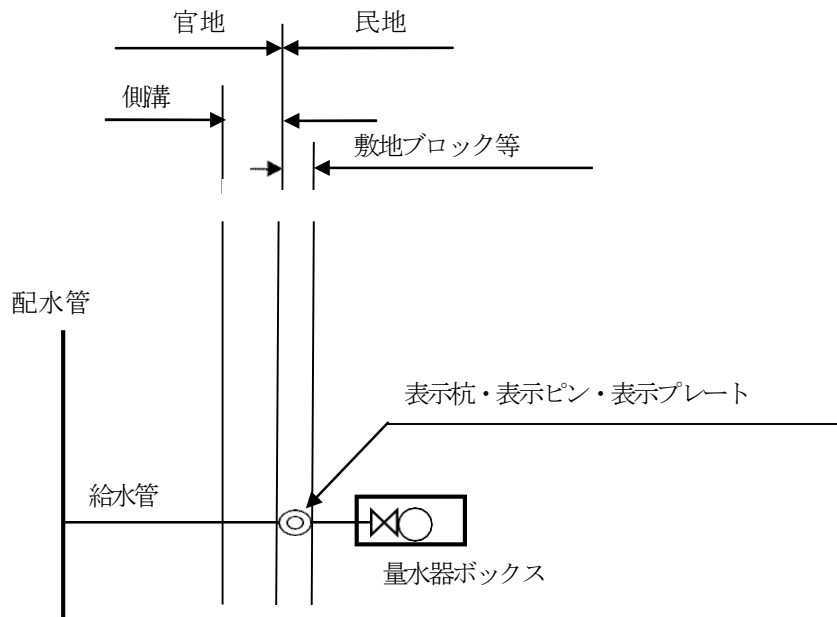 官地
民地
側溝
敷地ブロック等
配水管
表示杭・表示ピン・表示プレート
給水管
量水器ボックス